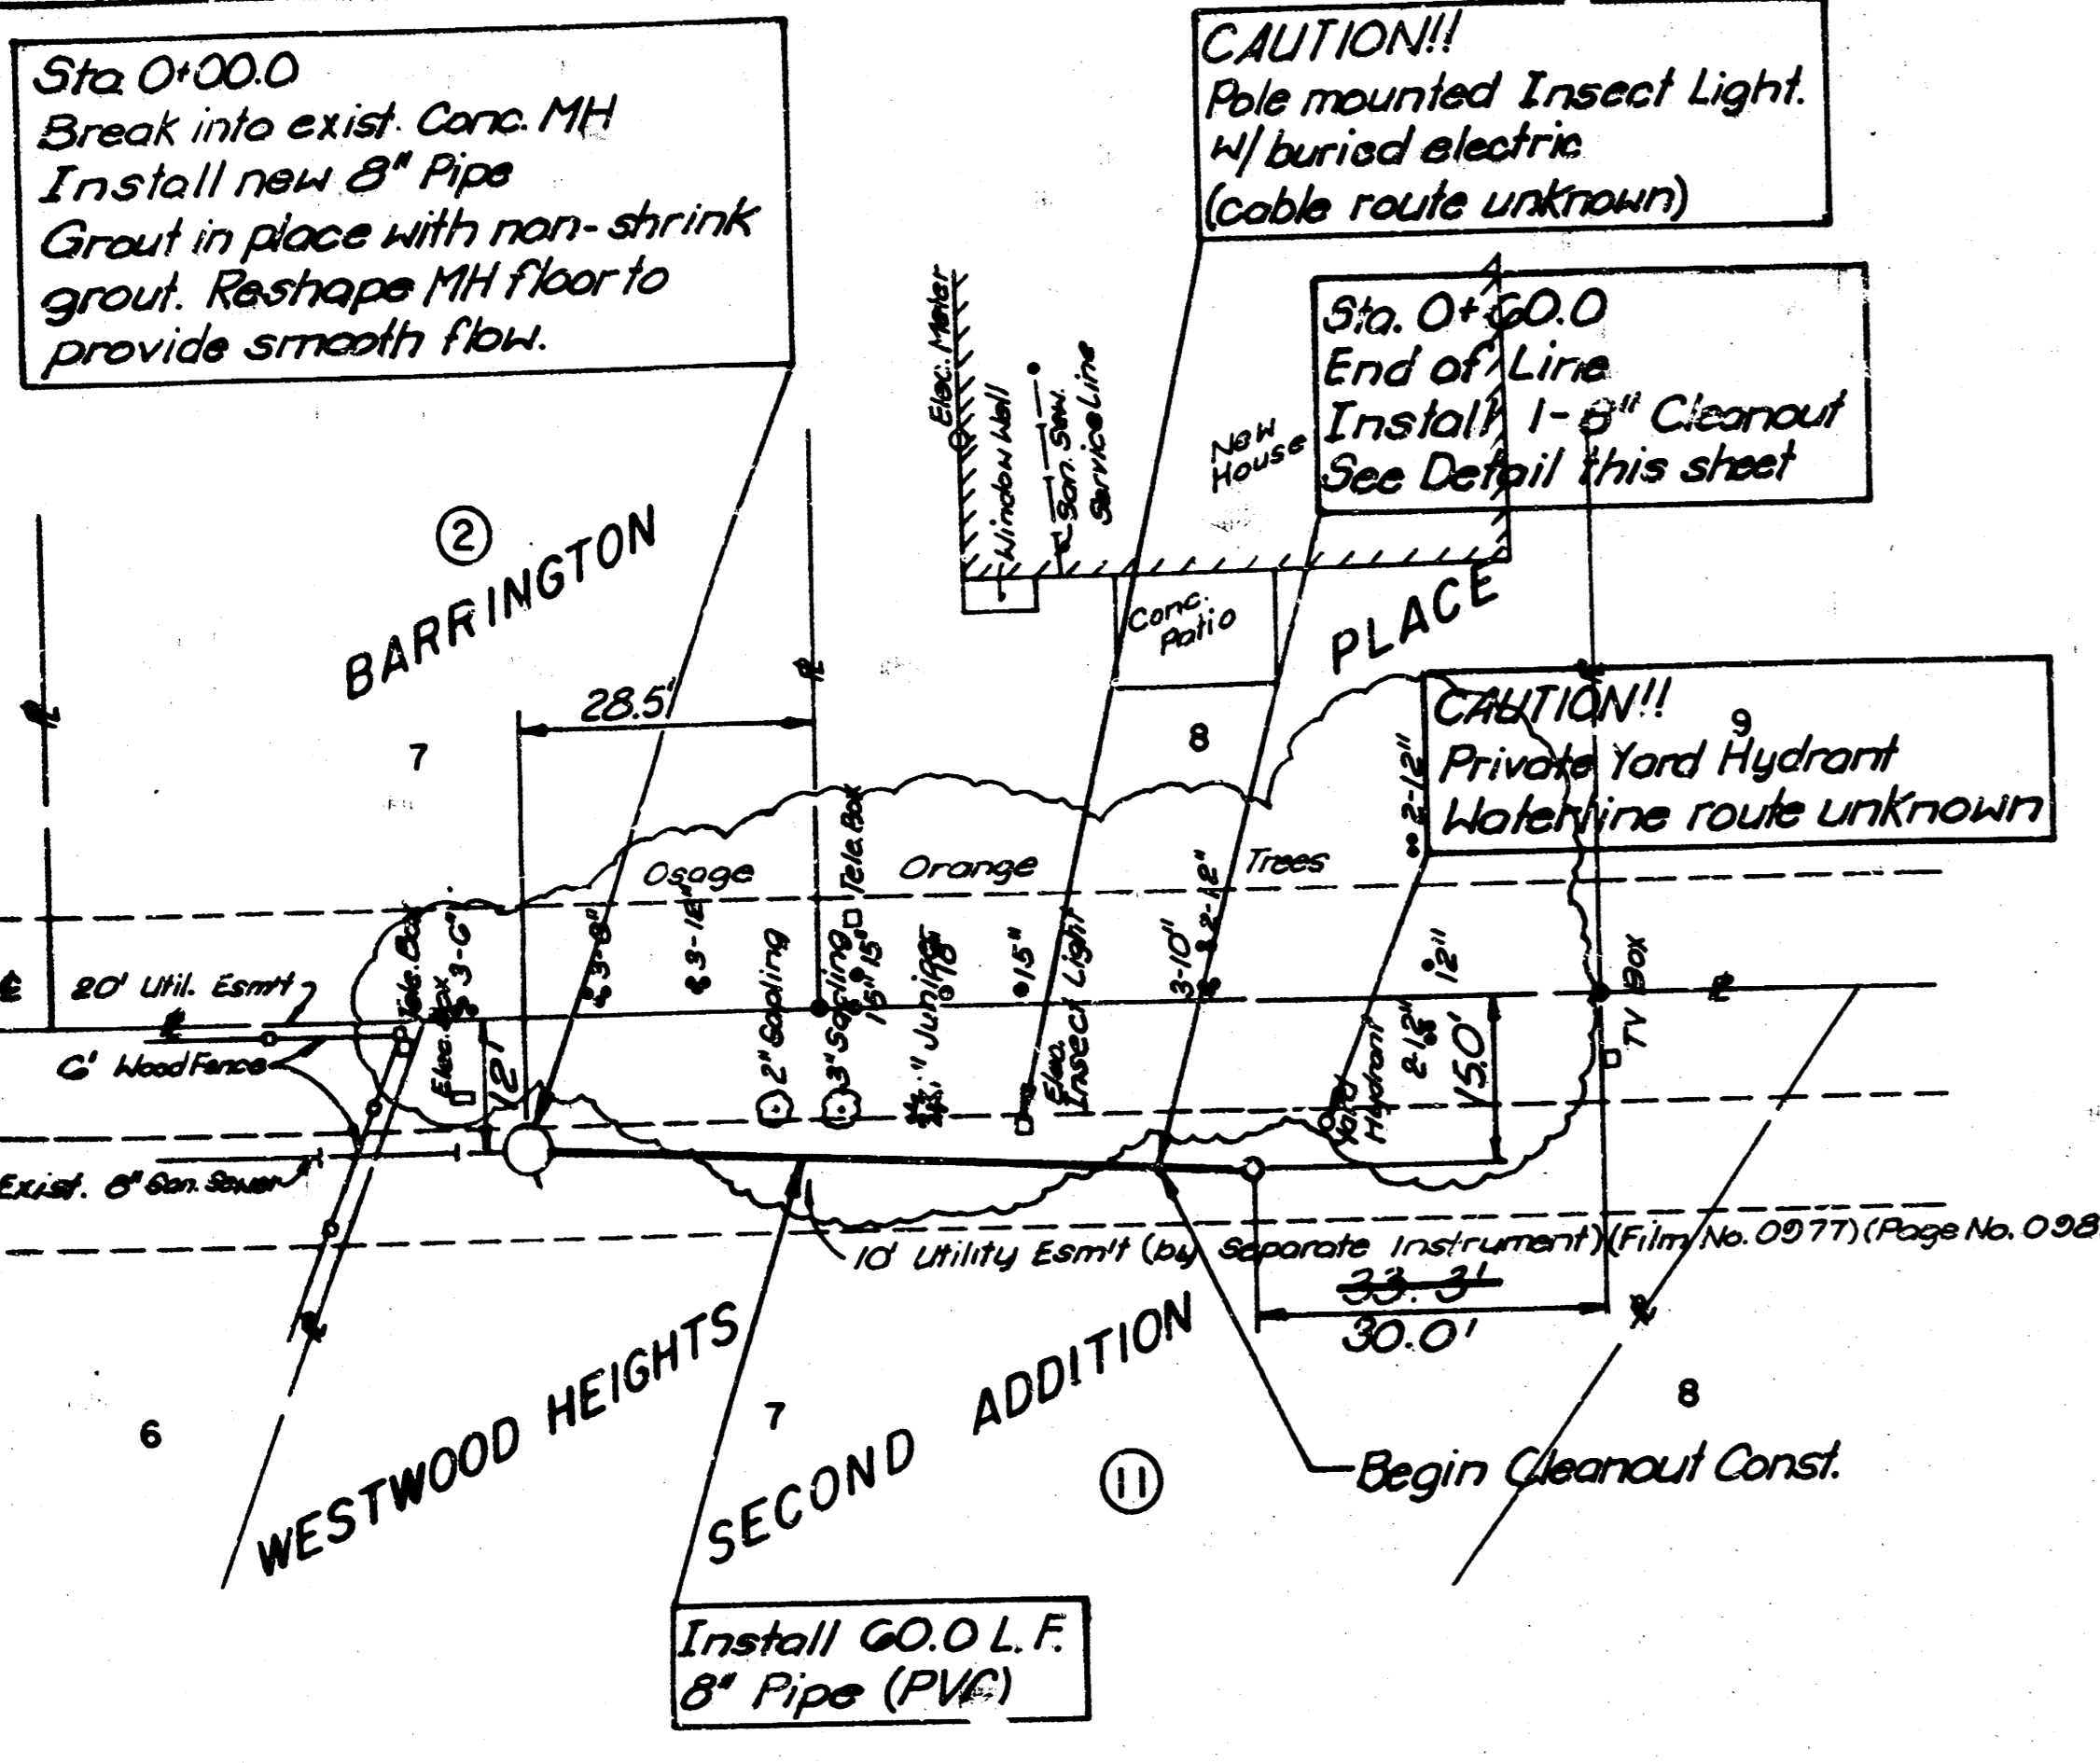 Sta 0+00.0
Break into exist. Conc. MH
Install new 8" Pipe
Grout in place with non-shrink
grout. Reshape MH floor to
provide smooth flow.
CAUTION!!
Pole mounted Insect Light.
w/ buried electric
(cable route unknown)
Sta. 0+60.0
End of Line
Install 1-8" Cleanout
See Detail this sheet
Elec. Meter
Window Well
San. Sew.
Service Line
New
House
2
BARRINGTON
PLACE
Conc.
Patio
28.5'
7
8
9
CAUTION!!
Private Yard Hydrant
Waterline route unknown
2-12"
Osage
Orange
Trees
Tele. Box
Tele. Box
Elec. Box
3-6"
3-8"
3-12"
2" Sapling
3" Sapling
15"
15"
Juniper
15"
Elec.
Insect Light
3-10"
2-12"
12"
2-12"
Yard
Hydrant
TV Box
20' Util. Esm't
6' Wood Fence
12'
15.0'
Exist. 8" San. Sewer
10' Utility Esm't (by Separate Instrument)(Film No. 0977)(Page No. 098
33.3'
30.0'
WESTWOOD HEIGHTS
SECOND ADDITION
6
7
8
11
Begin Cleanout Const.
Install 60.0 L.F.
8" Pipe (PVC)